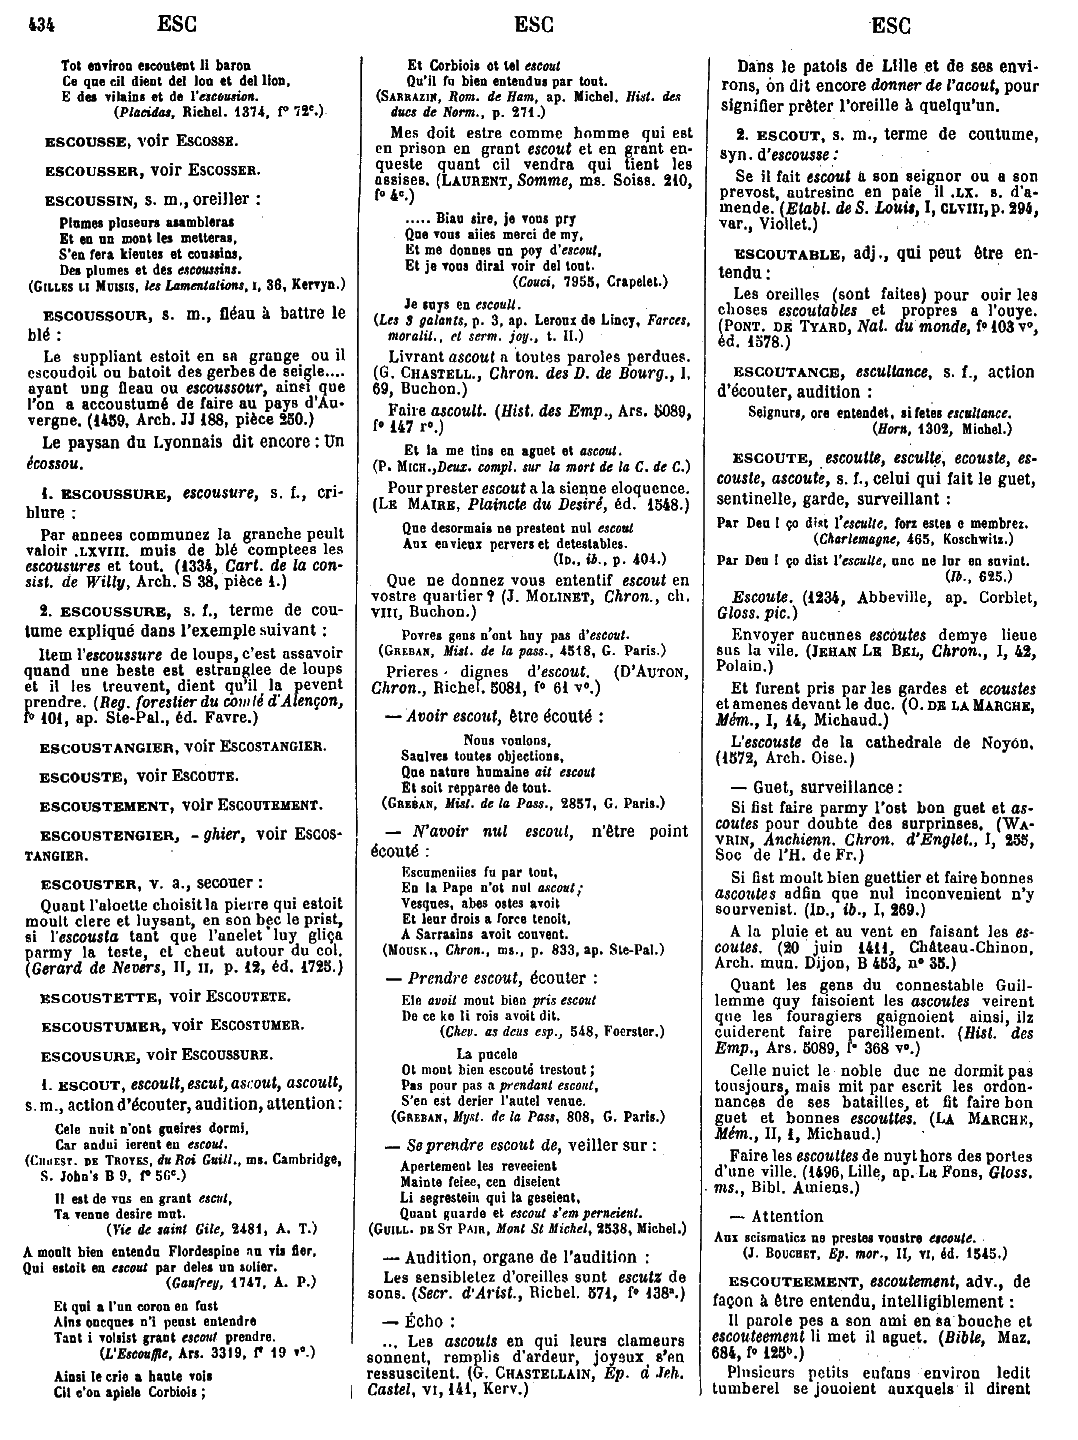 434 ESC ESC ESC
Tot environ escoutent li baron
Ce que cil dient del lou et del lion,
E des vilains et de l'escousion.
(Placidas, Richel. 1374, f° 72ᶜ.)
ESCOUSSE, voir ESCOSSE.
ESCOUSSER, voir ESCOSSER.
ESCOUSSIN, s. m., oreiller :
Plumes pluseurs asambleras
Et en un mont les metteras,
S'en fera kieutes et coussins,
Des plumes et des escoussins.
(GILLES LI MUISIS, les Lamentations, I, 36, Kervyn.)
ESCOUSSOUR, s. m., fléau à battre le
blé :
Le suppliant estoit en sa grange ou il
escoudoit ou batoit des gerbes de seigle....
ayant ung fleau ou escoussour, ainsi que
l'on a accoustumé de faire au pays d'Au-
vergne. (1459, Arch. JJ 188, pièce 250.)
Le paysan du Lyonnais dit encore : Un
écossou.
1. ESCOUSSURE, escousure, s. f., cri-
blure :
Par annees communez la granche peult
valoir .LXVIII. muis de blé comptees les
escousures et tout. (1334, Cart. de la con-
sist. de Willy, Arch. S 38, pièce 1.)
2. ESCOUSSURE, s. f., terme de cou-
tume expliqué dans l'exemple suivant :
Item l'escoussure de loups, c'est assavoir
quand une beste est estranglee de loups
et il les treuvent, dient qu'il la pevent
prendre. (Reg. forestier du comté d'Alençon,
f° 101, ap. Ste-Pal., éd. Favre.)
ESCOUSTANGIER, voir ESCOSTANGIER.
ESCOUSTE, voir ESCOUTE.
ESCOUSTEMENT, voir ESCOUTEMENT.
ESCOUSTENGIER, - ghier, voir ESCOS-
TANGIER.
ESCOUSTER, v. a., secouer :
Quant l'aloette choisit la pierre qui estoit
moult clere et luysant, en son bec le prist,
si l'escousta tant que l'anelet luy gliça
parmy la teste, et cheut autour du col.
(Gerard de Nevers, II, II, p. 12, éd. 1725.)
ESCOUSTETTE, voir ESCOUTETE.
ESCOUSTUMER, voir ESCOSTUMER.
ESCOUSURE, voir ESCOUSSURE.
1. ESCOUT, escoult, escut, ascout, ascoult,
s. m., action d'écouter, audition, attention :
Cele nuit n'ont gueires dormi,
Car andui ierent en escout.
(CHREST. DE TROYES, du Roi Guill., ms. Cambridge,
S. John's B 9, f° 56ᶜ.)
Il est de vus en grant escut,
Ta venue desire mut.
(Vie de saint Gile, 2481, A. T.)
A moult bien entendu Flordespine au vis fier,
Qui estoit en escout par deles un solier.
(Gaufrey, 1747, A. P.)
Et qui a l'un coron en fust
Ains oncques n'i peust entendre
Tant i volsist grant escout prendre.
(L'Escouffle, Ars. 3319, f° 19 v°.)
Ainsi le crie a haute vois
Cil c'on apiele Corbiois ;
Et Corbiois ot tel escout
Qu'il fu bien entendus par tout.
(SARRAZIN, Rom. de Ham, ap. Michel, Hist. des
ducs de Norm., p. 271.)
Mes doit estre comme homme qui est
en prison en grant escout et en grant en-
queste quant cil vendra qui tient les
assises. (LAURENT, Somme, ms. Soiss. 210,
f° 4ᶜ.)
..... Biau sire, je vous pry
Que vous aiies merci de my,
Et me donnes un poy d'escout,
Et je vous dirai voir del tout.
(Couci, 7955, Crapelet.)
Je suys en escoult.
(Les 3 galants, p. 3, ap. Leroux de Lincy, Farces,
moralit., et serm. joy., t. II.)
Livrant ascout a toutes paroles perdues.
(G. CHASTELL., Chron. des D. de Bourg., I,
69, Buchon.)
Faire ascoult. (Hist. des Emp., Ars. 5089,
f° 147 r°.)
Et la me tins en aguet et ascout.
(P. MICH., Deux. compl. sur la mort de la C. de C.)
Pour prester escout a la sienne eloquence.
(LE MAIRE, Plaincte du Desiré, éd. 1548.)
Que desormais ne prestent nul escout
Aux envieux pervers et detestables.
(ID., ib., p. 404.)
Que ne donnez vous ententif escout en
vostre quartier ? (J. MOLINET, Chron., ch.
VIII, Buchon.)
Povres gens n'ont huy pas d'escout.
(GREBAN, Mist. de la pass., 4518, G. Paris.)
Prieres dignes d'escout. (D'AUTON,
Chron., Richel. 5081, f° 61 v°.)
— Avoir escout, être écouté :
Nous voulons,
Saulves toutes objections,
Que nature humaine ait escout
Et soit repparee de tout.
(GREBAN, Mist. de la Pass., 2857, G. Paris.)
— N'avoir nul escout, n'être point
écouté :
Escumeniies fu par tout,
En la Pape n'ot nul ascout ;
Vesques, abes ostes avoit
Et leur drois a force tenoit,
A Sarrasins avoit couvent.
(MOUSK., Chron., ms., p. 833, ap. Ste-Pal.)
— Prendre escout, écouter :
Ele avoit mout bien pris escout
De ce ke li rois avoit dit.
(Chev. as deus esp., 548, Foerster.)
La pucele
Ot mout bien escouté trestout ;
Pas pour pas a prendant escout,
S'en est derier l'autel venue.
(GREBAN, Myst. de la Pass, 808, G. Paris.)
— Se prendre escout de, veiller sur :
Apertement les reveeient
Mainte feiee, cen diseient
Li segrestein qui la geseient,
Quant guarde et escout s'em perneient.
(GUILL. DE ST PAIR, Mont St Michel, 2538, Michel.)
— Audition, organe de l'audition :
Les sensibletez d'oreilles sunt escutz de
sons. (Secr. d'Arist., Richel. 571, f° 138ᵃ.)
— Écho :
... Les ascouts en qui leurs clameurs
sonnent, remplis d'ardeur, joyeux s'en
ressuscitent. (G. CHASTELLAIN, Ep. à Jeh.
Castel, VI, 141, Kerv.)
Dans le patois de Lille et de ses envi-
rons, on dit encore donner de l'acout, pour
signifier prêter l'oreille à quelqu'un.
2. ESCOUT, s. m., terme de coutume,
syn. d'escousse :
Se il fait escout a son seignor ou a son
prevost, autresinc en paie il .LX. s. d'a-
mende. (Etabl. de S. Louis, I, CLVIII, p. 294,
var., Viollet.)
ESCOUTABLE, adj., qui peut être en-
tendu :
Les oreilles (sont faites) pour ouir les
choses escoutables et propres a l'ouye.
(PONT. DE TYARD, Nat. du monde, f° 103 v°,
éd. 1578.)
ESCOUTANCE, escultance, s. f., action
d'écouter, audition :
Seignurs, ore entendet, si fetes escultance.
(Horn, 1302, Michel.)
ESCOUTE, escoulte, esculte, ecouste, es-
couste, ascoute, s. f., celui qui fait le guet,
sentinelle, garde, surveillant :
Par Deu ! ço dist l'esculte, forz estes e membrez.
(Charlemagne, 465, Koschwitz.)
Par Deu ! ço dist l'esculte, unc ne lur en suvint.
(Ib., 625.)
Escoute. (1234, Abbeville, ap. Corblet,
Gloss. pic.)
Envoyer aucunes escoutes demye lieue
sus la vile. (JEHAN LE BEL, Chron., I, 42,
Polain.)
Et furent pris par les gardes et ecoustes
et amenes devant le duc. (O. DE LA MARCHE,
Mém., I, 14, Michaud.)
L'escouste de la cathedrale de Noyon.
(1572, Arch. Oise.)
— Guet, surveillance :
Si fist faire parmy l'ost bon guet et as-
coutes pour doubte des surprinses. (WA-
VRIN, Anchienn. Chron. d'Englet., I, 255,
Soc de l'H. de Fr.)
Si fist moult bien guettier et faire bonnes
ascoutes adfin que nul inconvenient n'y
sourvenist. (ID., ib., I, 269.)
A la pluie et au vent en faisant les es-
coutes. (20 juin 1411, Château-Chinon,
Arch. mun. Dijon, B 453, n° 35.)
Quant les gens du connestable Guil-
lemme quy faisoient les ascoutes veirent
que les fouragiers gaignoient ainsi, ilz
cuiderent faire pareillement. (Hist. des
Emp., Ars. 5089, f° 368 v°.)
Celle nuict le noble duc ne dormit pas
tousjours, mais mit par escrit les ordon-
nances de ses batailles, et fit faire bon
guet et bonnes escouttes. (LA MARCHE,
Mém., II, 1, Michaud.)
Faire les escouttes de nuyt hors des portes
d'une ville. (1496, Lille, ap. La Fons, Gloss.
ms., Bibl. Amiens.)
— Attention
Aux scismaticz ne prestes voustre escoute.
(J. BOUCHET, Ep. mor., II, VI, éd. 1545.)
ESCOUTEEMENT, escoutement, adv., de
façon à être entendu, intelligiblement :
Il parole pes a son ami en sa bouche et
escouteement li met il aguet. (Bible, Maz.
684, f° 125ᵇ.)
Plusieurs petits enfans environ ledit
tumberel se jouoient auxquels il dirent